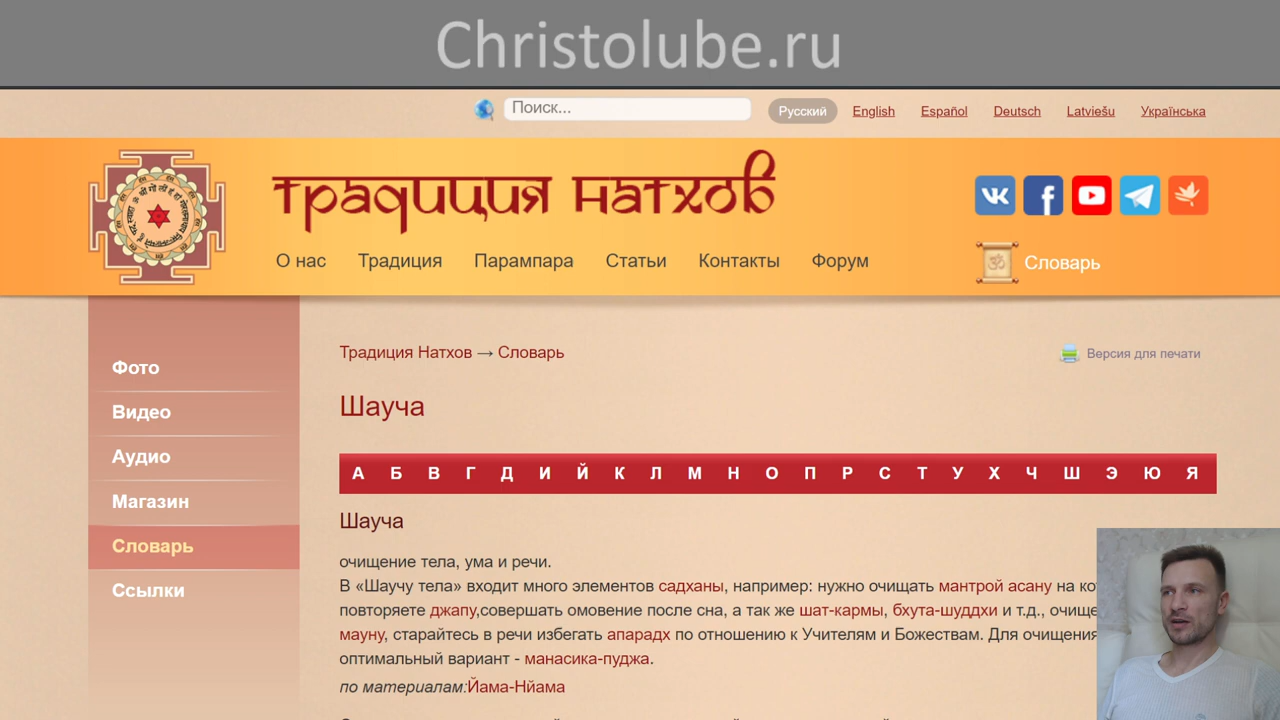 Christolube.ru
Поиск...
Русский English Español Deutsch Latviešu Українська
традиция натхов
О нас Традиция Парампара Статьи Контакты Форум
Словарь
Фото
Видео
Аудио
Магазин
Словарь
Ссылки
Традиция Натхов → Словарь
Версия для печати
Шауча
А Б В Г Д И Й К Л М Н О П Р С Т У Х Ч Ш Э Ю Я
Шауча
очищение тела, ума и речи.
В «Шаучу тела» входит много элементов садханы, например: нужно очищать мантрой асану на
повторяете джапу,совершать омовение после сна, а так же шат-кармы, бхута-шуддхи и т.д.,
мауну, старайтесь в речи избегать апарадх по отношению к Учителям и Божествам. Для очищения
оптимальный вариант - манасика-пуджа.
по материалам:Йама-Нйама